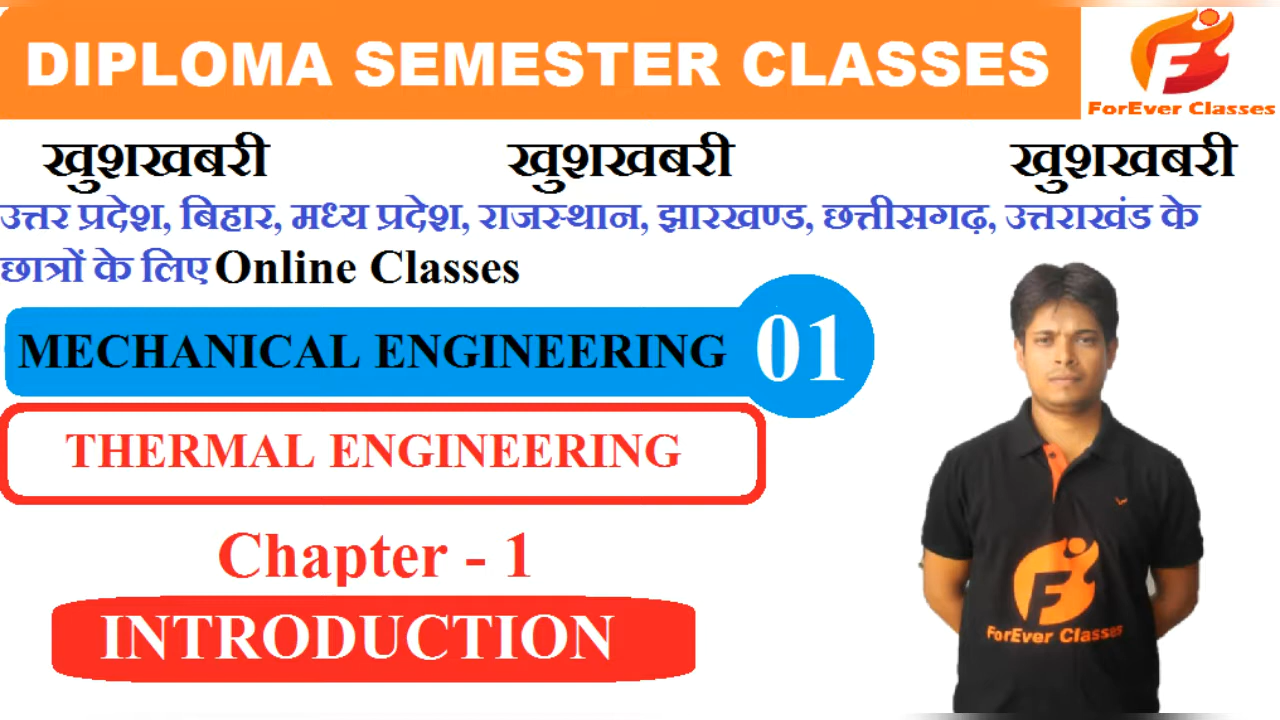 DIPLOMA SEMESTER CLASSES
F
ForEver Classes
खुशखबरी खुशखबरी खुशखबरी
उत्तर प्रदेश, बिहार, मध्य प्रदेश, राजस्थान, झारखण्ड, छत्तीसगढ़, उत्तराखंड के
छात्रों के लिए Online Classes
MECHANICAL ENGINEERING 01
THERMAL ENGINEERING
Chapter - 1
INTRODUCTION
F
ForEver Classes